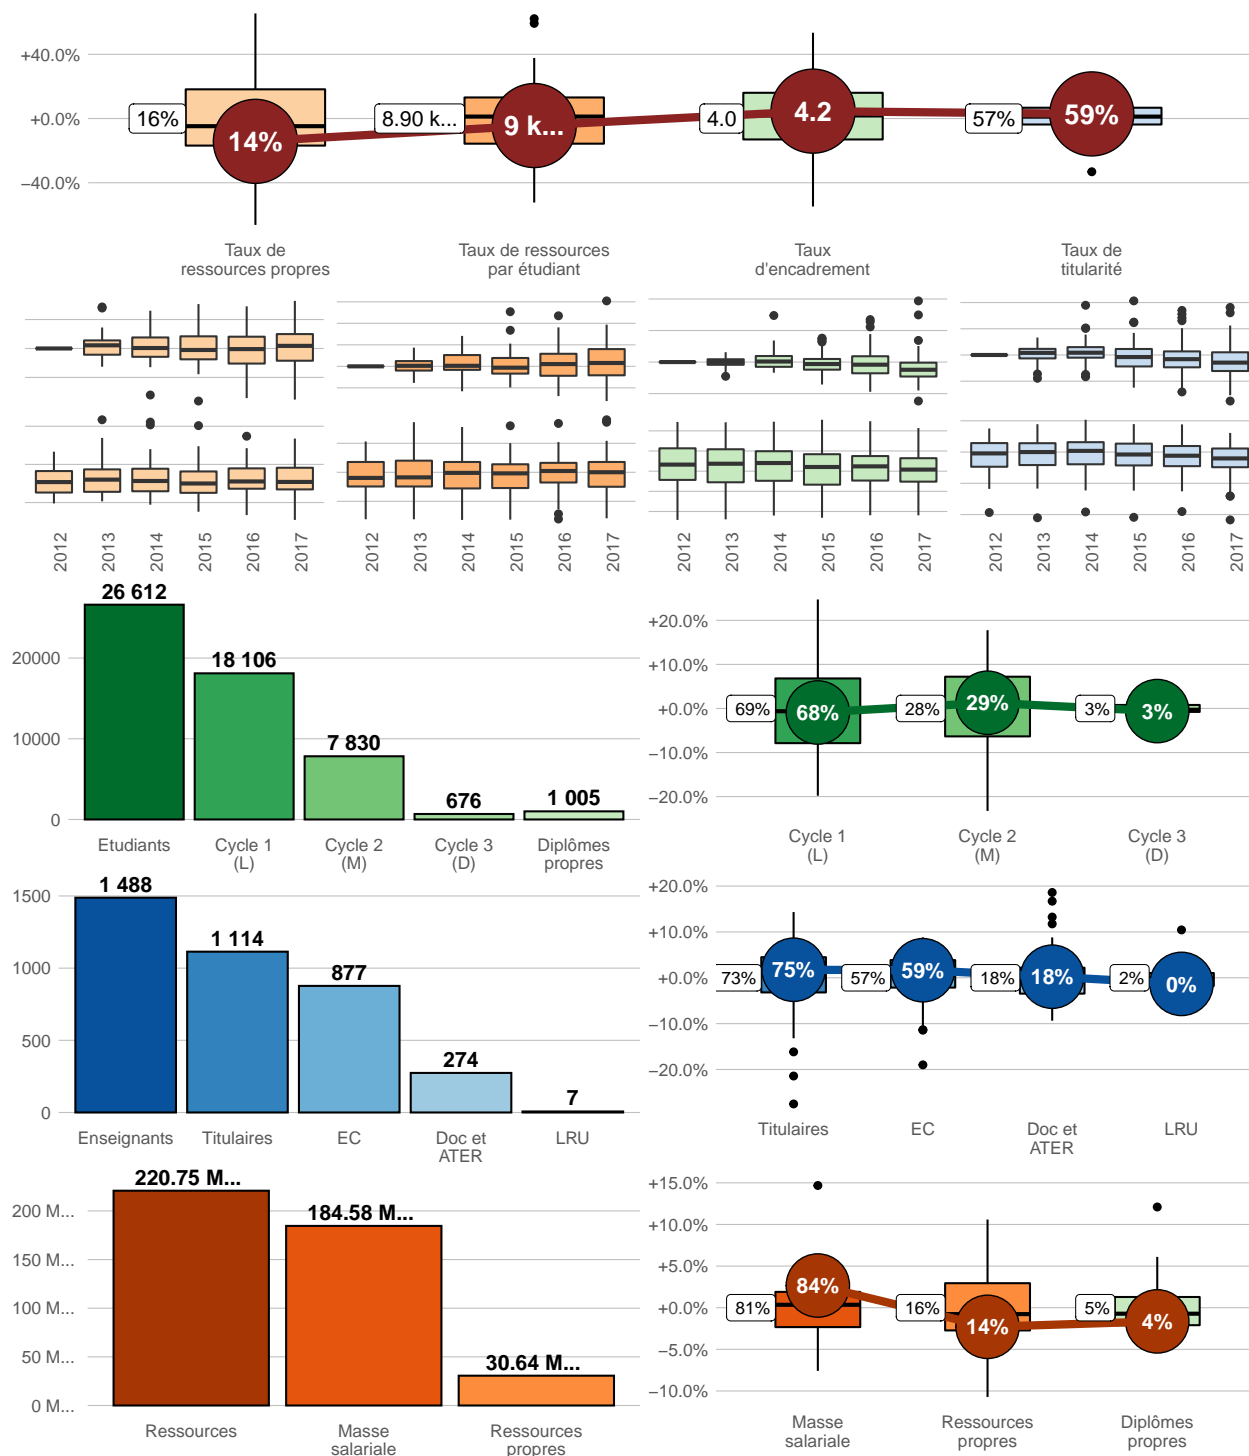 +40.0%
+0.0%
−40.0%
16%
14%
8.90 k...
9 k...
4.0
4.2
57%
59%
Taux de
ressources propres
Taux de ressources
par étudiant
Taux
d'encadrement
Taux de
titularité
2012
2013
2014
2015
2016
2017
2012
2013
2014
2015
2016
2017
2012
2013
2014
2015
2016
2017
2012
2013
2014
2015
2016
2017
20000
10000
0
26 612
18 106
7 830
676
1 005
Etudiants
Cycle 1
(L)
Cycle 2
(M)
Cycle 3
(D)
Diplômes
propres
+20.0%
+10.0%
+0.0%
−10.0%
−20.0%
69%
68%
28%
29%
3%
3%
Cycle 1
(L)
Cycle 2
(M)
Cycle 3
(D)
1500
1000
500
0
1 488
1 114
877
274
7
Enseignants
Titulaires
EC
Doc et
ATER
LRU
+20.0%
+10.0%
+0.0%
−10.0%
−20.0%
73%
75%
57%
59%
18%
18%
2%
0%
Titulaires
EC
Doc et
ATER
LRU
200 M...
150 M...
100 M...
50 M...
0 M...
220.75 M...
184.58 M...
30.64 M...
Ressources
Masse
salariale
Ressources
propres
+15.0%
+10.0%
+5.0%
+0.0%
−5.0%
−10.0%
81%
84%
16%
14%
5%
4%
Masse
salariale
Ressources
propres
Diplômes
propres